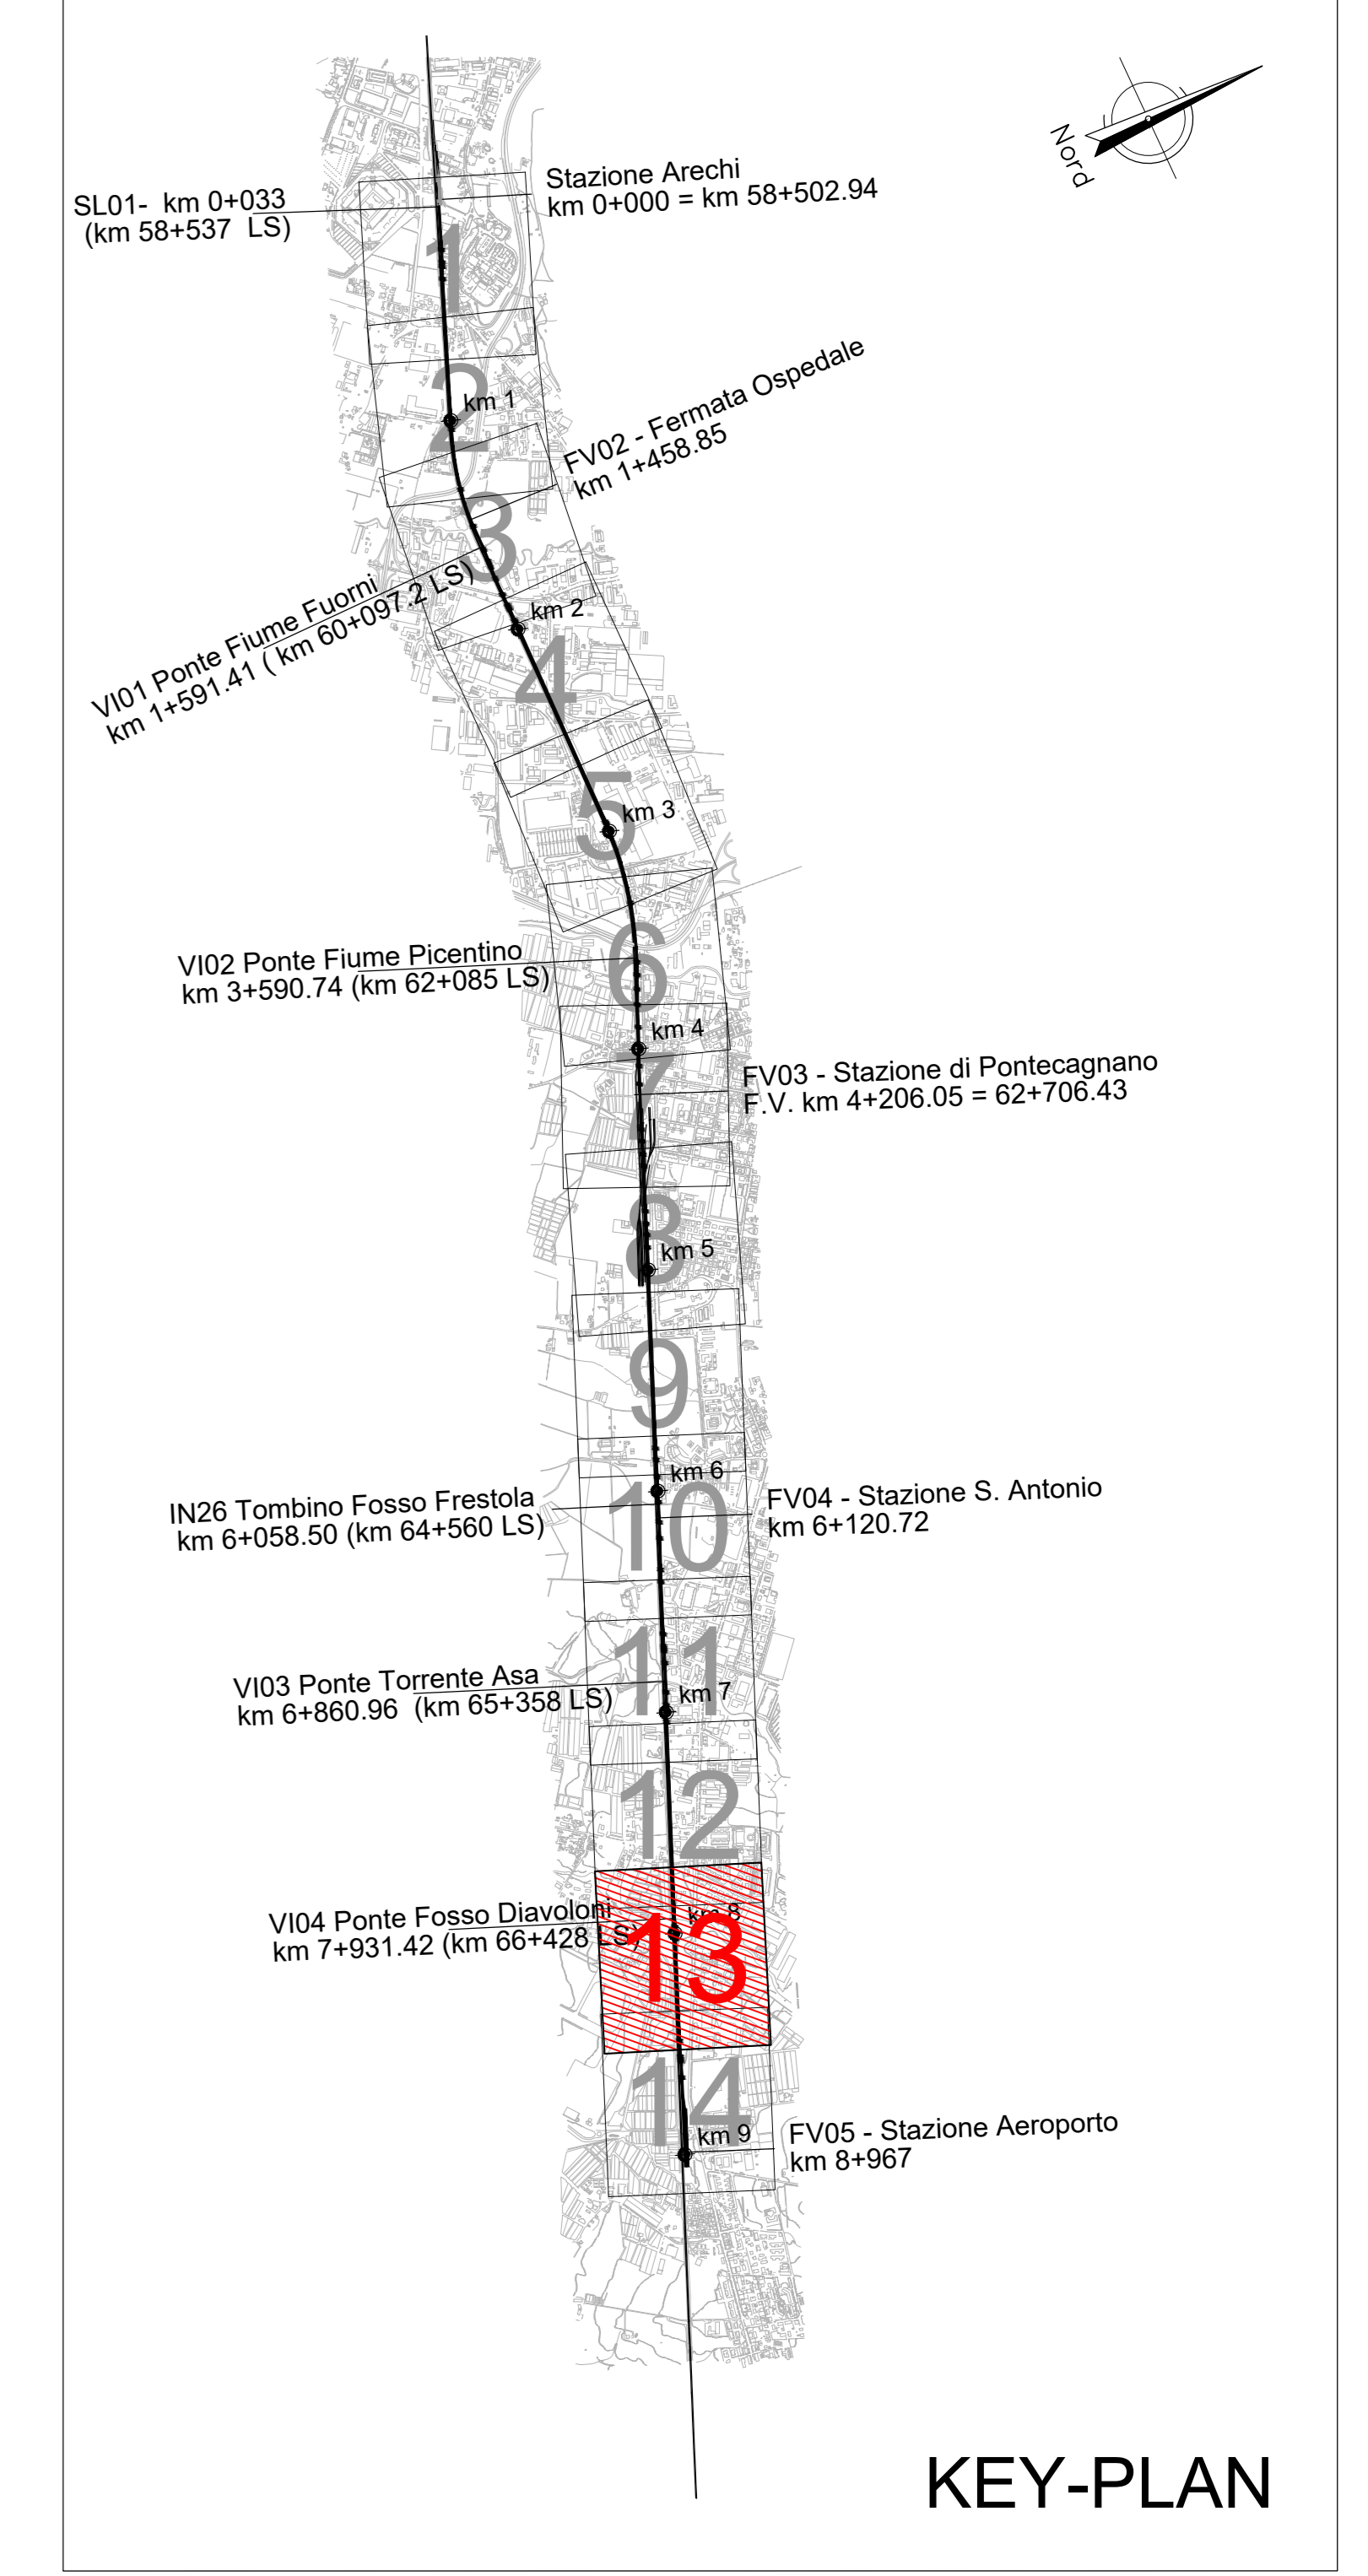 Nord
Stazione Arechi
km 0+000 = km 58+502.94
SL01- km 0+033
(km 58+537 LS)
1
2
km 1
FV02 - Fermata Ospedale
km 1+458.85
3
VI01 Ponte Fiume Fuorni
km 1+591.41 ( km 60+097.2 LS)
km 2
4
5
km 3
6
VI02 Ponte Fiume Picentino
km 3+590.74 (km 62+085 LS)
km 4
7
FV03 - Stazione di Pontecagnano
F.V. km 4+206.05 = 62+706.43
8
km 5
9
km 6
10
IN26 Tombino Fosso Frestola
km 6+058.50 (km 64+560 LS)
FV04 - Stazione S. Antonio
km 6+120.72
11
VI03 Ponte Torrente Asa
km 6+860.96 (km 65+358 LS)
km 7
12
VI04 Ponte Fosso Diavoloni
km 7+931.42 (km 66+428 LS)
km 8
13
14
km 9
FV05 - Stazione Aeroporto
km 8+967
KEY-PLAN